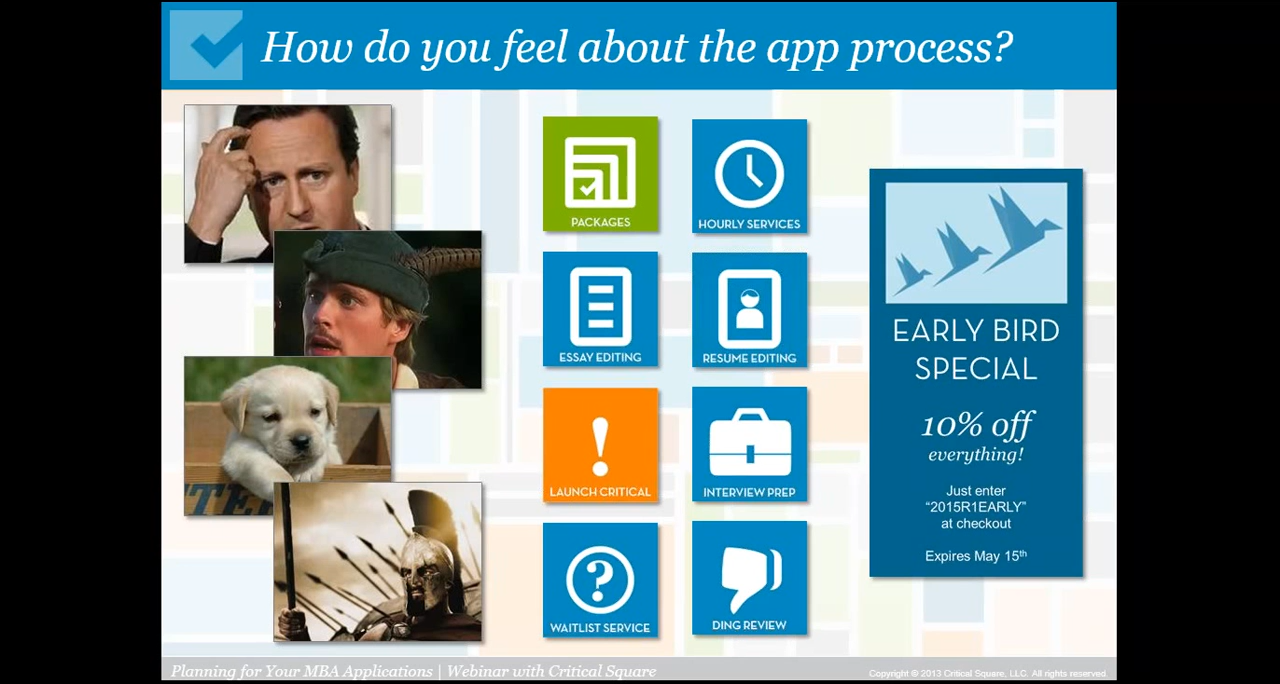 How do you feel about the app process?
PACKAGES
HOURLY SERVICES
ESSAY EDITING
RESUME EDITING
LAUNCH CRITICAL
INTERVIEW PREP
WAITLIST SERVICE
DING REVIEW
EARLY BIRD
SPECIAL
10% off
everything!
Just enter
“2015R1EARLY”
at checkout
Expires May 15th
Planning for Your MBA Applications | Webinar with Critical Square
Copyright © 2013 Critical Square, LLC. All rights reserved.